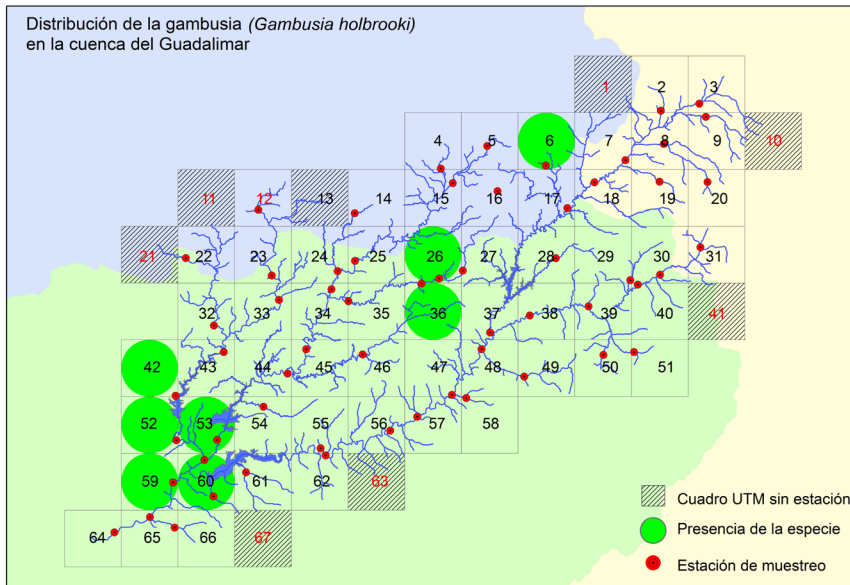 Distribución de la gambusia (Gambusia holbrooki)
en la cuenca del Guadalimar
1 2 3
4 5 6 7 8 9 10
11 12 13 14 15 16 17 18 19 20
21 22 23 24 25 26 27 28 29 30 31
32 33 34 35 36 37 38 39 40 41
42 43 44 45 46 47 48 49 50 51
52 53 54 55 56 57 58
59 60 61 62 63
64 65 66 67
Cuadro UTM sin estación
Presencia de la especie
Estación de muestreo